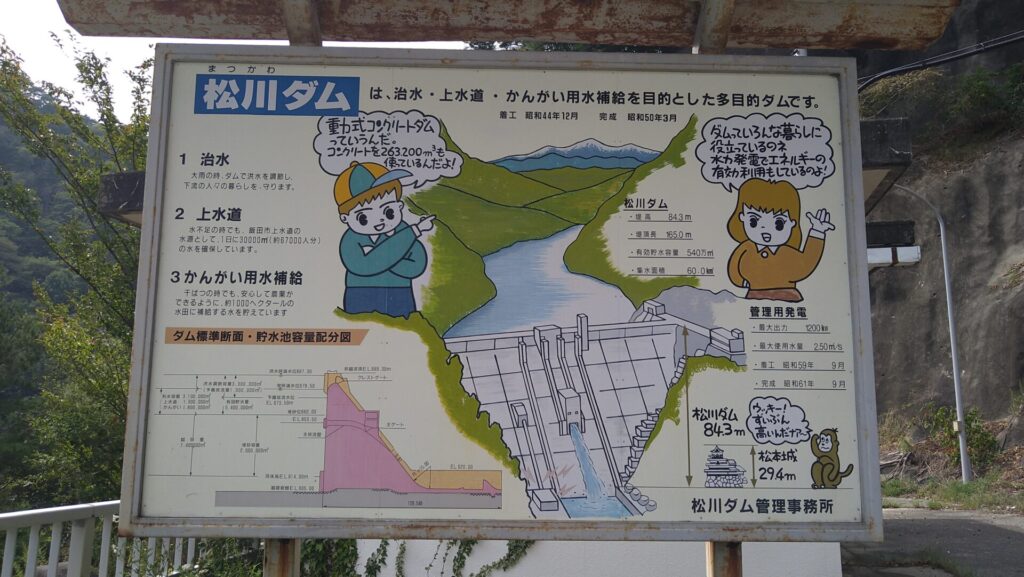 まつかわ
松川ダム は、治水・上水道・かんがい用水補給を目的とした多目的ダムです。
着工 昭和44年12月 完成 昭和50年3月
重力式コンクリートダム
っていうんだ。
コンクリートを263,200m³も
使っているんだよ!
ダムっていろんな暮らしに
役立っているのネ
水力発電でエネルギーの
有効利用もしているのよ!
1 治水
大雨の時、ダムで洪水を調節し、
下流の人々の暮らしを、守ります。
2 上水道
水不足の時でも、飯田市上水道の
水源として、1日に30000m³(約67000人分)
の水を確保しています。
3 かんがい用水補給
干ばつの時でも、安心して農業が
できるように、約1000ヘクタールの
水田に補給する水を貯えています
松川ダム
・堤高 84.3m
・堤頂長 165.0m
・有効貯水容量 540万m³
・集水面積 60.0km²
管理用発電
・最大出力 1200kw
・最大使用水量 2.50m³/s
・着工 昭和59年 9月
・完成 昭和61年 9月
ダム標準断面・貯水池容量配分図
クレストゲート
主ゲート
EL.620.00
松川ダム
84.3m
ウッキー!
ずいぶん
高いんだナァ〜
松本城
29.4m
松川ダム管理事務所